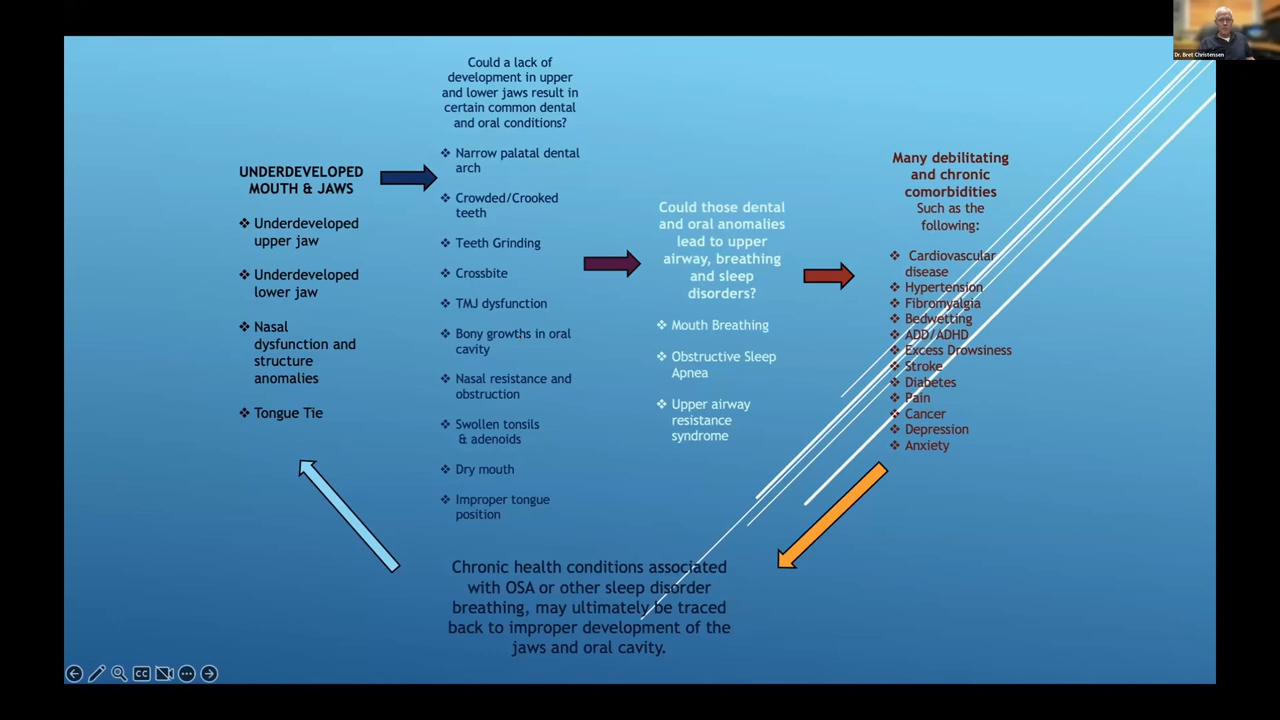 Dr. Bret Christensen
UNDERDEVELOPED
MOUTH & JAWS
❖ Underdeveloped
upper jaw
❖ Underdeveloped
lower jaw
❖ Nasal
dysfunction and
structure
anomalies
❖ Tongue Tie
Could a lack of
development in upper
and lower jaws result in
certain common dental
and oral conditions?
❖ Narrow palatal dental
arch
❖ Crowded/Crooked
teeth
❖ Teeth Grinding
❖ Crossbite
❖ TMJ dysfunction
❖ Bony growths in oral
cavity
❖ Nasal resistance and
obstruction
❖ Swollen tonsils
& adenoids
❖ Dry mouth
❖ Improper tongue
position
Could those dental
and oral anomalies
lead to upper
airway, breathing
and sleep
disorders?
❖ Mouth Breathing
❖ Obstructive Sleep
Apnea
❖ Upper airway
resistance
syndrome
Many debilitating
and chronic
comorbidities
Such as the
following:
❖ Cardiovascular
disease
❖ Hypertension
❖ Fibromyalgia
❖ Bedwetting
❖ ADD/ADHD
❖ Excess Drowsiness
❖ Stroke
❖ Diabetes
❖ Pain
❖ Cancer
❖ Depression
❖ Anxiety
Chronic health conditions associated
with OSA or other sleep disorder
breathing, may ultimately be traced
back to improper development of the
jaws and oral cavity.
CC